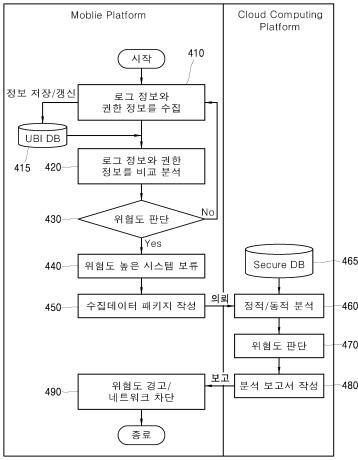 Moblie Platform
Cloud Computing
Platform
시작
410
정보 저장/갱신
로그 정보와
권한 정보를 수집
UBI DB
415
420
로그 정보와 권한
정보를 비교 분석
430
위험도 판단
No
Yes
465
Secure DB
440
위험도 높은 시스템 보류
450
수집데이터 패키지 작성
의뢰
정적/동적 분석
460
위험도 판단
470
490
위험도 경고/
네트워크 차단
보고
분석 보고서 작성
480
종료